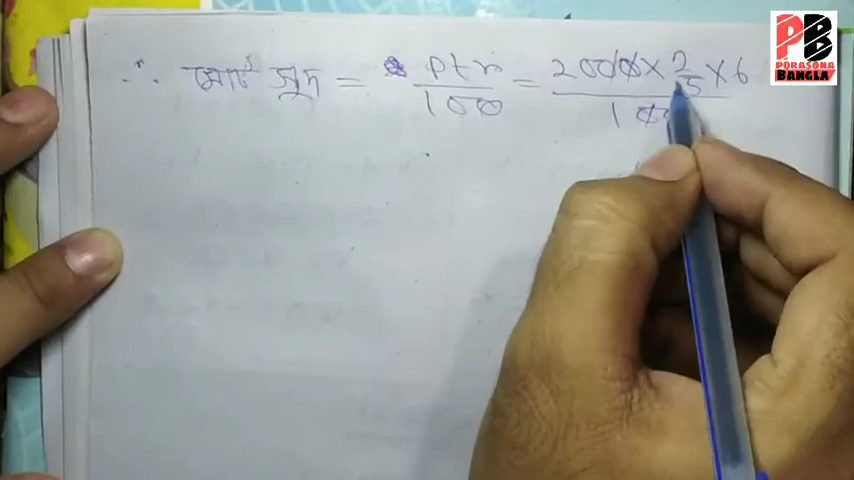 ∴ মোট সুদ = ptr/100 = 2000 × 2/5 × 6 / 100
PB
PORASONA
BANGLA